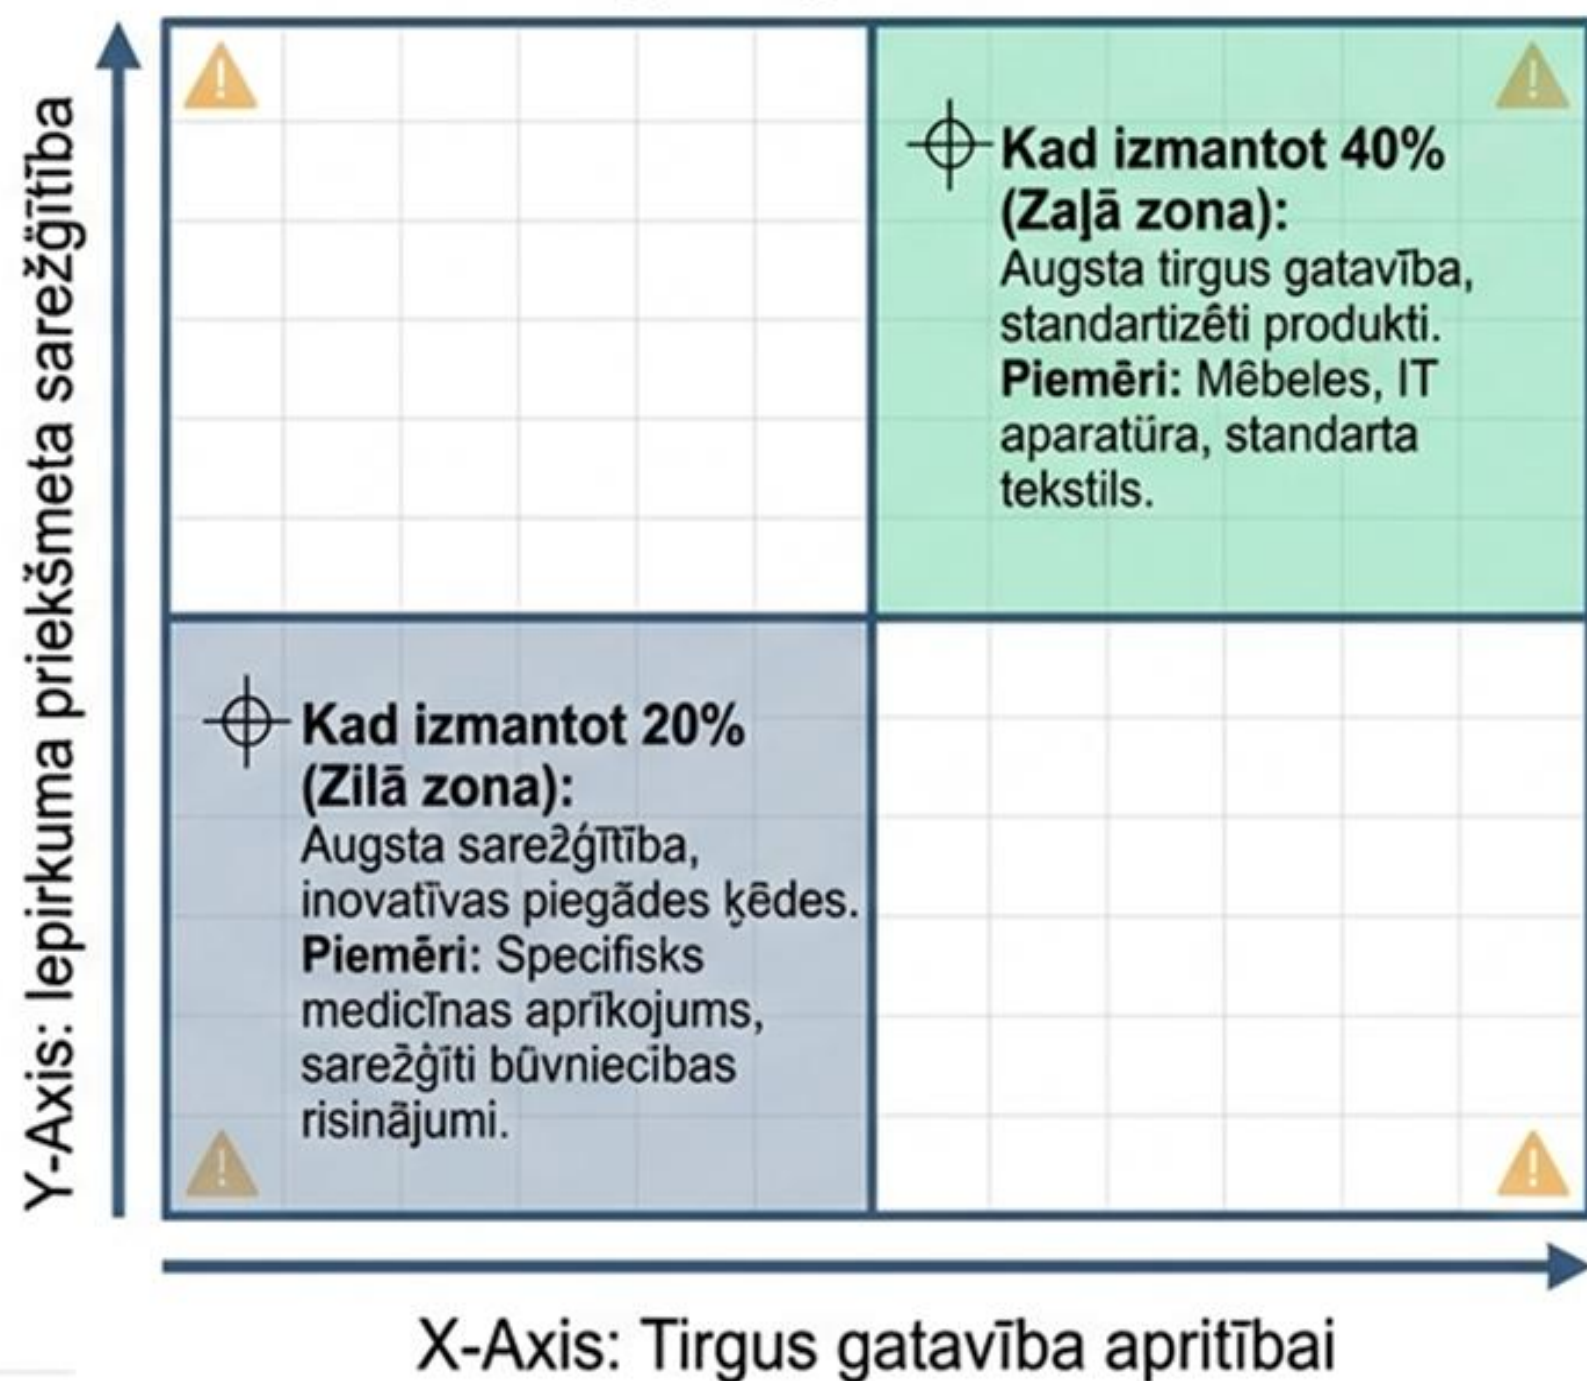 Y-Axis: Iepirkuma priekšmeta sarežģītība
Kad izmantot 40%
(Zaļā zona):
Augsta tirgus gatavība,
standartizêti produkti.
Piemēri: Mêbeles, IT
aparatūra, standarta
tekstils.
Kad izmantot 20%
(Zilā zona):
Augsta sarežģītība,
inovatīvas piegādes ķēdes.
Piemēri: Specifisks
medicīnas aprīkojums,
sarežģīti būvniecības
risinājumi.
X-Axis: Tirgus gatavība apritībai